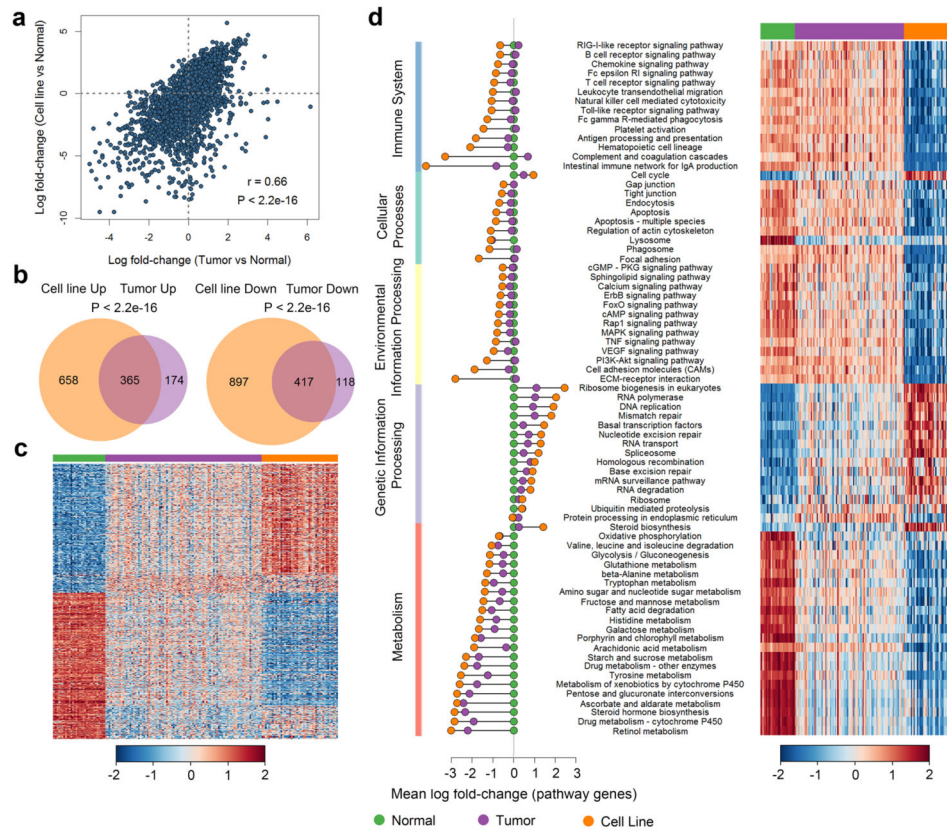 a
Log fold-change (Cell line vs Normal)
5
0
-5
-10
r = 0.66
P < 2.2e-16
-4
-2
0
2
4
6
Log fold-change (Tumor vs Normal)
b
Cell line Up
Tumor Up
P < 2.2e-16
658
365
174
Cell line Down
Tumor Down
P < 2.2e-16
897
417
118
c
-2
-1
0
1
2
d
-3
-2
-1
0
1
2
3
Immune System
RIG-I-like receptor signaling pathway
B cell receptor signaling pathway
Chemokine signaling pathway
Fc epsilon RI signaling pathway
T cell receptor signaling pathway
Leukocyte transendothelial migration
Natural killer cell mediated cytotoxicity
Toll-like receptor signaling pathway
Fc gamma R-mediated phagocytosis
Platelet activation
Antigen processing and presentation
Hematopoietic cell lineage
Complement and coagulation cascades
Intestinal immune network for IgA production
Cellular
Processes
Cell cycle
Gap junction
Tight junction
Endocytosis
Apoptosis
Apoptosis - multiple species
Regulation of actin cytoskeleton
Lysosome
Phagosome
Focal adhesion
Environmental
Information Processing
cGMP - PKG signaling pathway
Sphingolipid signaling pathway
Calcium signaling pathway
ErbB signaling pathway
FoxO signaling pathway
cAMP signaling pathway
Rap1 signaling pathway
MAPK signaling pathway
TNF signaling pathway
VEGF signaling pathway
PI3K-Akt signaling pathway
Cell adhesion molecules (CAMs)
ECM-receptor interaction
Genetic Information
Processing
Ribosome biogenesis in eukaryotes
RNA polymerase
DNA replication
Mismatch repair
Basal transcription factors
Nucleotide excision repair
RNA transport
Spliceosome
Homologous recombination
Base excision repair
mRNA surveillance pathway
RNA degradation
Ribosome
Ubiquitin mediated proteolysis
Protein processing in endoplasmic reticulum
Metabolism
Steroid biosynthesis
Oxidative phosphorylation
Valine, leucine and isoleucine degradation
Glycolysis / Gluconeogenesis
Glutathione metabolism
beta-Alanine metabolism
Tryptophan metabolism
Amino sugar and nucleotide sugar metabolism
Fructose and mannose metabolism
Fatty acid degradation
Histidine metabolism
Galactose metabolism
Porphyrin and chlorophyll metabolism
Arachidonic acid metabolism
Starch and sucrose metabolism
Drug metabolism - other enzymes
Tyrosine metabolism
Metabolism of xenobiotics by cytochrome P450
Pentose and glucuronate interconversions
Ascorbate and aldarate metabolism
Steroid hormone biosynthesis
Drug metabolism - cytochrome P450
Retinol metabolism
Mean log fold-change (pathway genes)
Normal
Tumor
Cell Line
-2
-1
0
1
2